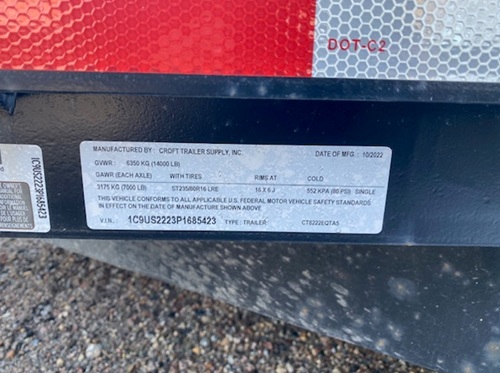 DOT-C2
MANUFACTURED BY: CROFT TRAILER SUPPLY, INC. DATE OF MFG.: 10/2022
GVWR: 6350 KG (14000 LB)
GAWR (EACH AXLE) WITH TIRES RIMS AT COLD
3175 KG (7000 LB) ST235/80R16 LRE 16 X 6 J 552 KPA (80 PSI) SINGLE
THIS VEHICLE CONFORMS TO ALL APPLICABLE U.S. FEDERAL MOTOR VEHICLE SAFETY STANDARDS
IN EFFECT ON THE DATE OF MANUFACTURE SHOWN ABOVE.
V.I.N.: 1C9US2223P1685423 TYPE: TRAILER CT8222EQTAS
1C9US2223P1685423